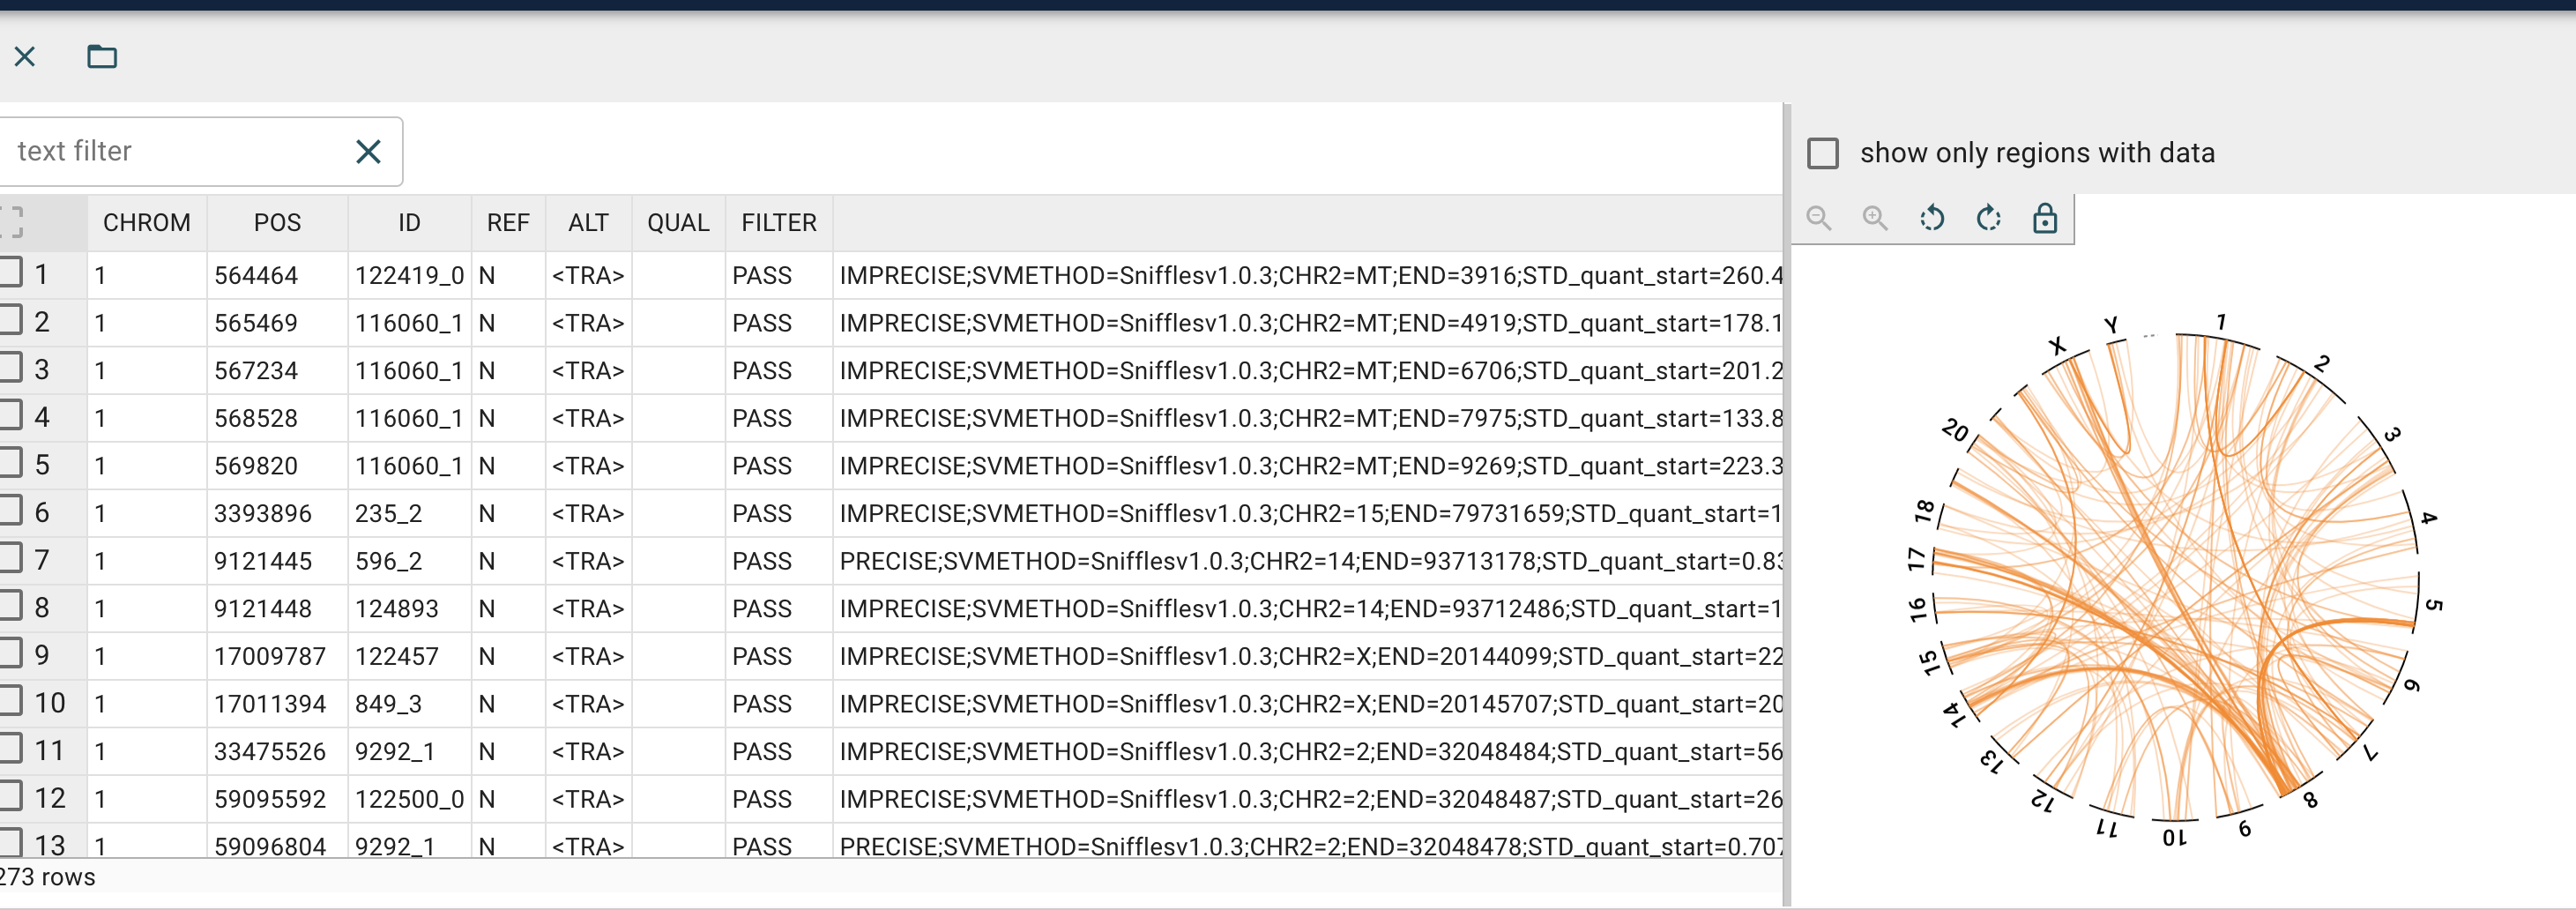 text filter
show only regions with data
CHROM POS ID REF ALT QUAL FILTER
1 1 564464 122419_0 N <TRA> PASS IMPRECISE;SVMETHOD=Snifflesv1.0.3;CHR2=MT;END=3916;STD_quant_start=260.4
2 1 565469 116060_1 N <TRA> PASS IMPRECISE;SVMETHOD=Snifflesv1.0.3;CHR2=MT;END=4919;STD_quant_start=178.1
3 1 567234 116060_1 N <TRA> PASS IMPRECISE;SVMETHOD=Snifflesv1.0.3;CHR2=MT;END=6706;STD_quant_start=201.2
4 1 568528 116060_1 N <TRA> PASS IMPRECISE;SVMETHOD=Snifflesv1.0.3;CHR2=MT;END=7975;STD_quant_start=133.8
5 1 569820 116060_1 N <TRA> PASS IMPRECISE;SVMETHOD=Snifflesv1.0.3;CHR2=MT;END=9269;STD_quant_start=223.3
6 1 3393896 235_2 N <TRA> PASS IMPRECISE;SVMETHOD=Snifflesv1.0.3;CHR2=15;END=79731659;STD_quant_start=1
7 1 9121445 596_2 N <TRA> PASS PRECISE;SVMETHOD=Snifflesv1.0.3;CHR2=14;END=93713178;STD_quant_start=0.83
8 1 9121448 124893 N <TRA> PASS IMPRECISE;SVMETHOD=Snifflesv1.0.3;CHR2=14;END=93712486;STD_quant_start=1
9 1 17009787 122457 N <TRA> PASS IMPRECISE;SVMETHOD=Snifflesv1.0.3;CHR2=X;END=20144099;STD_quant_start=22
10 1 17011394 849_3 N <TRA> PASS IMPRECISE;SVMETHOD=Snifflesv1.0.3;CHR2=X;END=20145707;STD_quant_start=20
11 1 33475526 9292_1 N <TRA> PASS IMPRECISE;SVMETHOD=Snifflesv1.0.3;CHR2=2;END=32048484;STD_quant_start=56
12 1 59095592 122500_0 N <TRA> PASS IMPRECISE;SVMETHOD=Snifflesv1.0.3;CHR2=2;END=32048487;STD_quant_start=26
13 1 59096804 9292_1 N <TRA> PASS PRECISE;SVMETHOD=Snifflesv1.0.3;CHR2=2;END=32048478;STD_quant_start=0.707
273 rows
1
2
3
4
5
6
7
8
9
10
11
12
13
14
15
16
17
18
20
X
Y